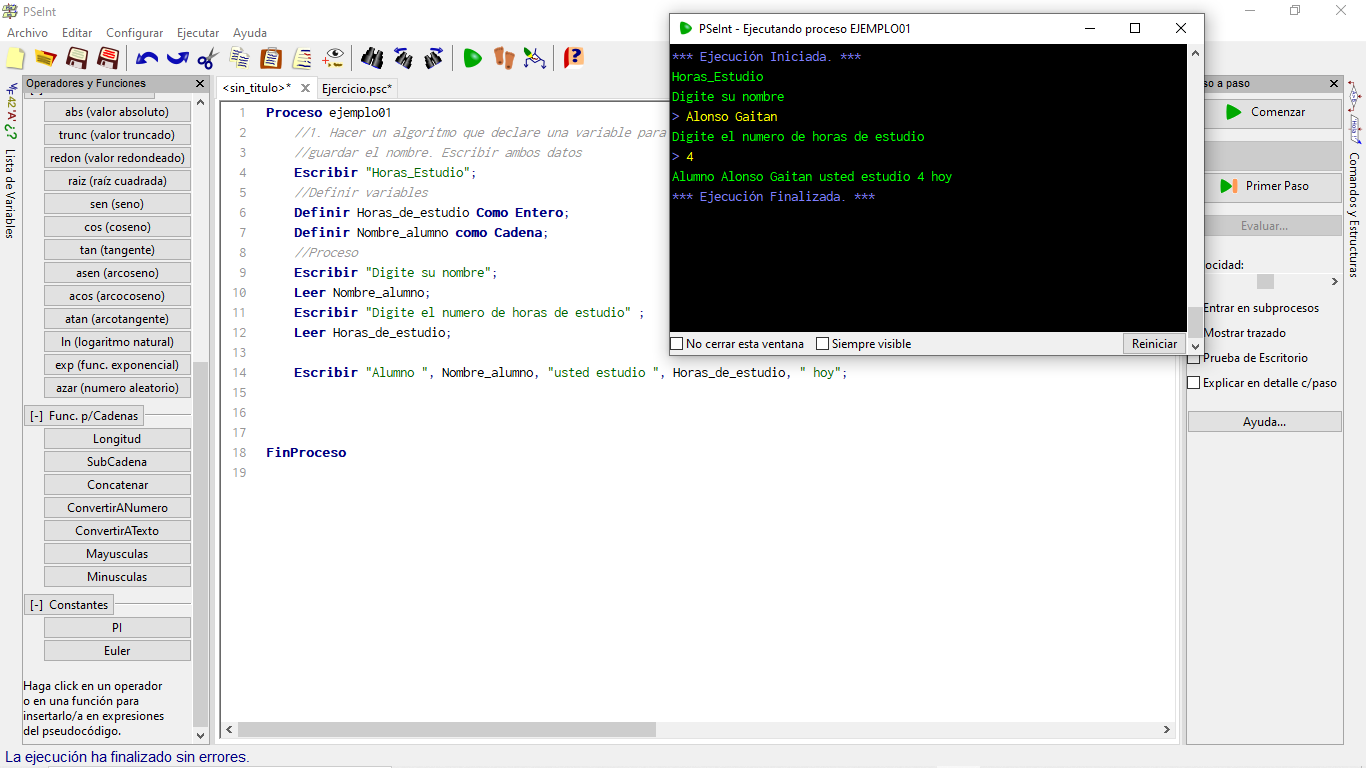 PSeInt
Archivo Editar Configurar Ejecutar Ayuda
Operadores y Funciones
abs (valor absoluto)
trunc (valor truncado)
redon (valor redondeado)
raiz (raíz cuadrada)
sen (seno)
cos (coseno)
tan (tangente)
asen (arcoseno)
acos (arcocoseno)
atan (arcotangente)
ln (logaritmo natural)
exp (func. exponencial)
azar (numero aleatorio)
[-] Func. p/Cadenas
Longitud
SubCadena
Concatenar
ConvertirANumero
ConvertirATexto
Mayusculas
Minusculas
[-] Constantes
PI
Euler
Haga click en un operador
o en una función para
insertarlo/a en expresiones
del pseudocódigo.
Lista de Variables
<sin_titulo>* Ejercicio.psc*
1 Proceso ejemplo01
2 //1. Hacer un algoritmo que declare una variable para
3 //guardar el nombre. Escribir ambos datos
4 Escribir "Horas_Estudio";
5 //Definir variables
6 Definir Horas_de_estudio Como Entero;
7 Definir Nombre_alumno como Cadena;
8 //Proceso
9 Escribir "Digite su nombre";
10 Leer Nombre_alumno;
11 Escribir "Digite el numero de horas de estudio" ;
12 Leer Horas_de_estudio;
13
14 Escribir "Alumno ", Nombre_alumno, "usted estudio ", Horas_de_estudio, " hoy";
15
16
17
18 FinProceso
19
PSeInt - Ejecutando proceso EJEMPLO01
*** Ejecución Iniciada. ***
Horas_Estudio
Digite su nombre
> Alonso Gaitan
Digite el numero de horas de estudio
> 4
Alumno Alonso Gaitan usted estudio 4 hoy
*** Ejecución Finalizada. ***
No cerrar esta ventana Siempre visible Reiniciar
so a paso
Comenzar
Primer Paso
Evaluar...
ocidad:
Entrar en subprocesos
Mostrar trazado
Prueba de Escritorio
Explicar en detalle c/paso
Ayuda...
Comandos y Estructuras
La ejecución ha finalizado sin errores.